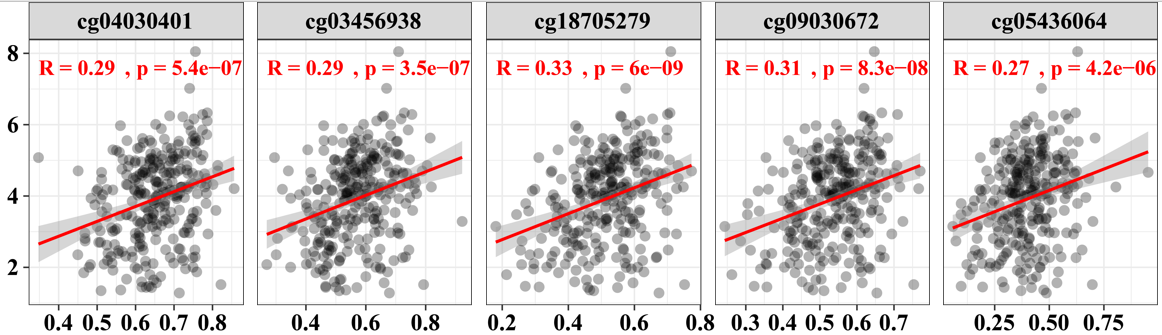 cg04030401 cg03456938 cg18705279 cg09030672 cg05436064
R = 0.29 , p = 5.4e−07 R = 0.29 , p = 3.5e−07 R = 0.33 , p = 6e−09 R = 0.31 , p = 8.3e−08 R = 0.27 , p = 4.2e−06
8
6
4
2
0.4 0.5 0.6 0.7 0.8 0.4 0.6 0.8 0.2 0.4 0.6 0.8 0.3 0.4 0.5 0.6 0.7 0.25 0.50 0.75